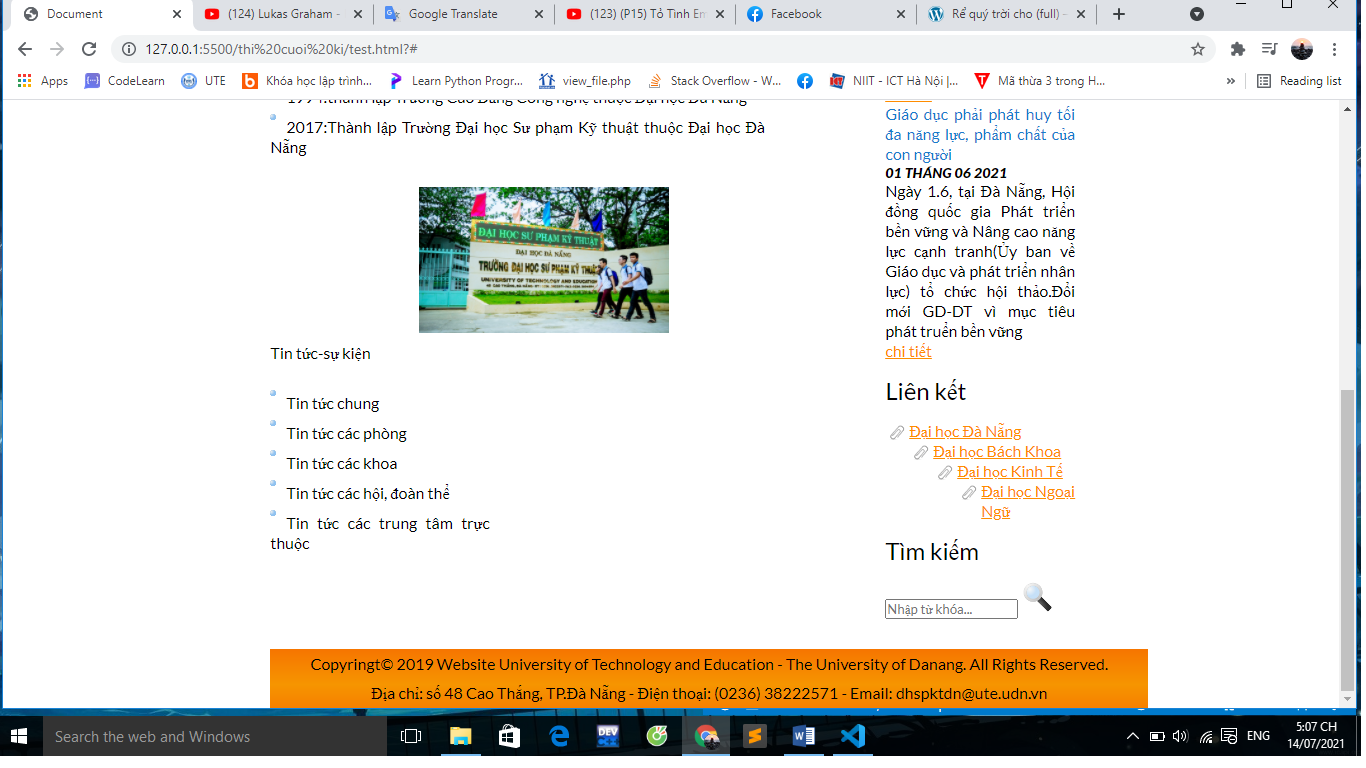 Document
(124) Lukas Graham -
Google Translate
(123) (P15) Tỏ Tình Em
Facebook
Rể quý trời cho (full) –
127.0.0.1:5500/thi%20cuoi%20ki/test.html?#
Apps
CodeLearn
UTE
Khóa học lập trình...
Learn Python Progr...
view_file.php
Stack Overflow - W...
NIIT - ICT Hà Nội |...
Mã thừa 3 trong H...
»
Reading list
1994:thành lập Trường Cao Đẳng Công nghệ thuộc Đại học Đà Nẵng
2017:Thành lập Trường Đại học Sư phạm Kỹ thuật thuộc Đại học Đà
Nẵng
ĐẠI HỌC SƯ PHẠM KỸ THUẬT
ĐẠI HỌC ĐÀ NẴNG
TRƯỜNG ĐẠI HỌC SƯ PHẠM KỸ THUẬT
UNIVERSITY OF TECHNOLOGY AND EDUCATION
Tin tức-sự kiện
Tin tức chung
Tin tức các phòng
Tin tức các khoa
Tin tức các hội, đoàn thể
Tin tức các trung tâm trực
thuộc
Giáo dục phải phát huy tối
đa năng lực, phẩm chất của
con người
01 THÁNG 06 2021
Ngày 1.6, tại Đà Nẵng, Hội
đồng quốc gia Phát triển
bền vững và Nâng cao năng
lực cạnh tranh(Ủy ban về
Giáo dục và phát triển nhân
lực) tổ chức hội thảo.Đổi
mới GD-DT vì mục tiêu
phát truển bền vững
chi tiết
Liên kết
Đại học Đà Nẵng
Đại học Bách Khoa
Đại học Kinh Tế
Đại học Ngoại
Ngữ
Tìm kiếm
Nhập từ khóa...
Copyringt© 2019 Website University of Technology and Education - The University of Danang. All Rights Reserved.
Địa chỉ: số 48 Cao Thắng, TP.Đà Nẵng - Điện thoại: (0236) 38222571 - Email: dhspktdn@ute.udn.vn
Search the web and Windows
DEV
ENG
5:07 CH
14/07/2021